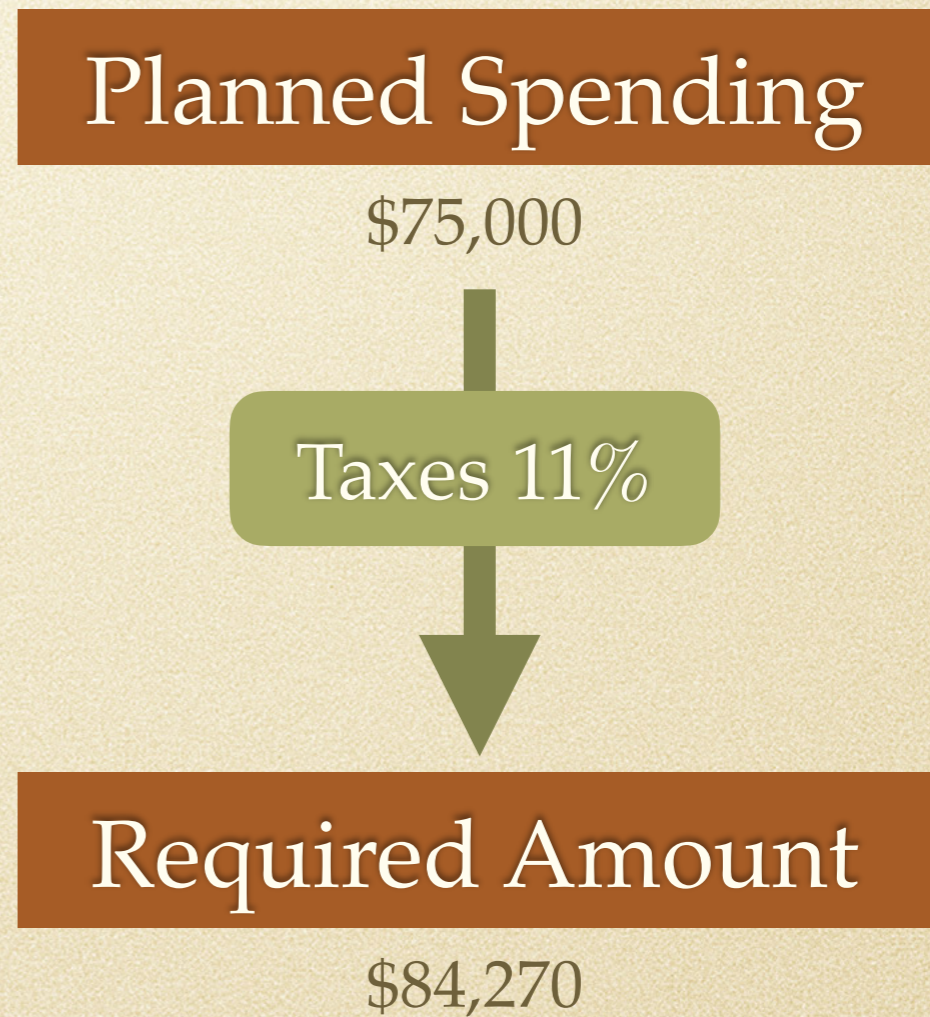 Planned Spending
$75,000
Taxes 11%
Required Amount
$84,270